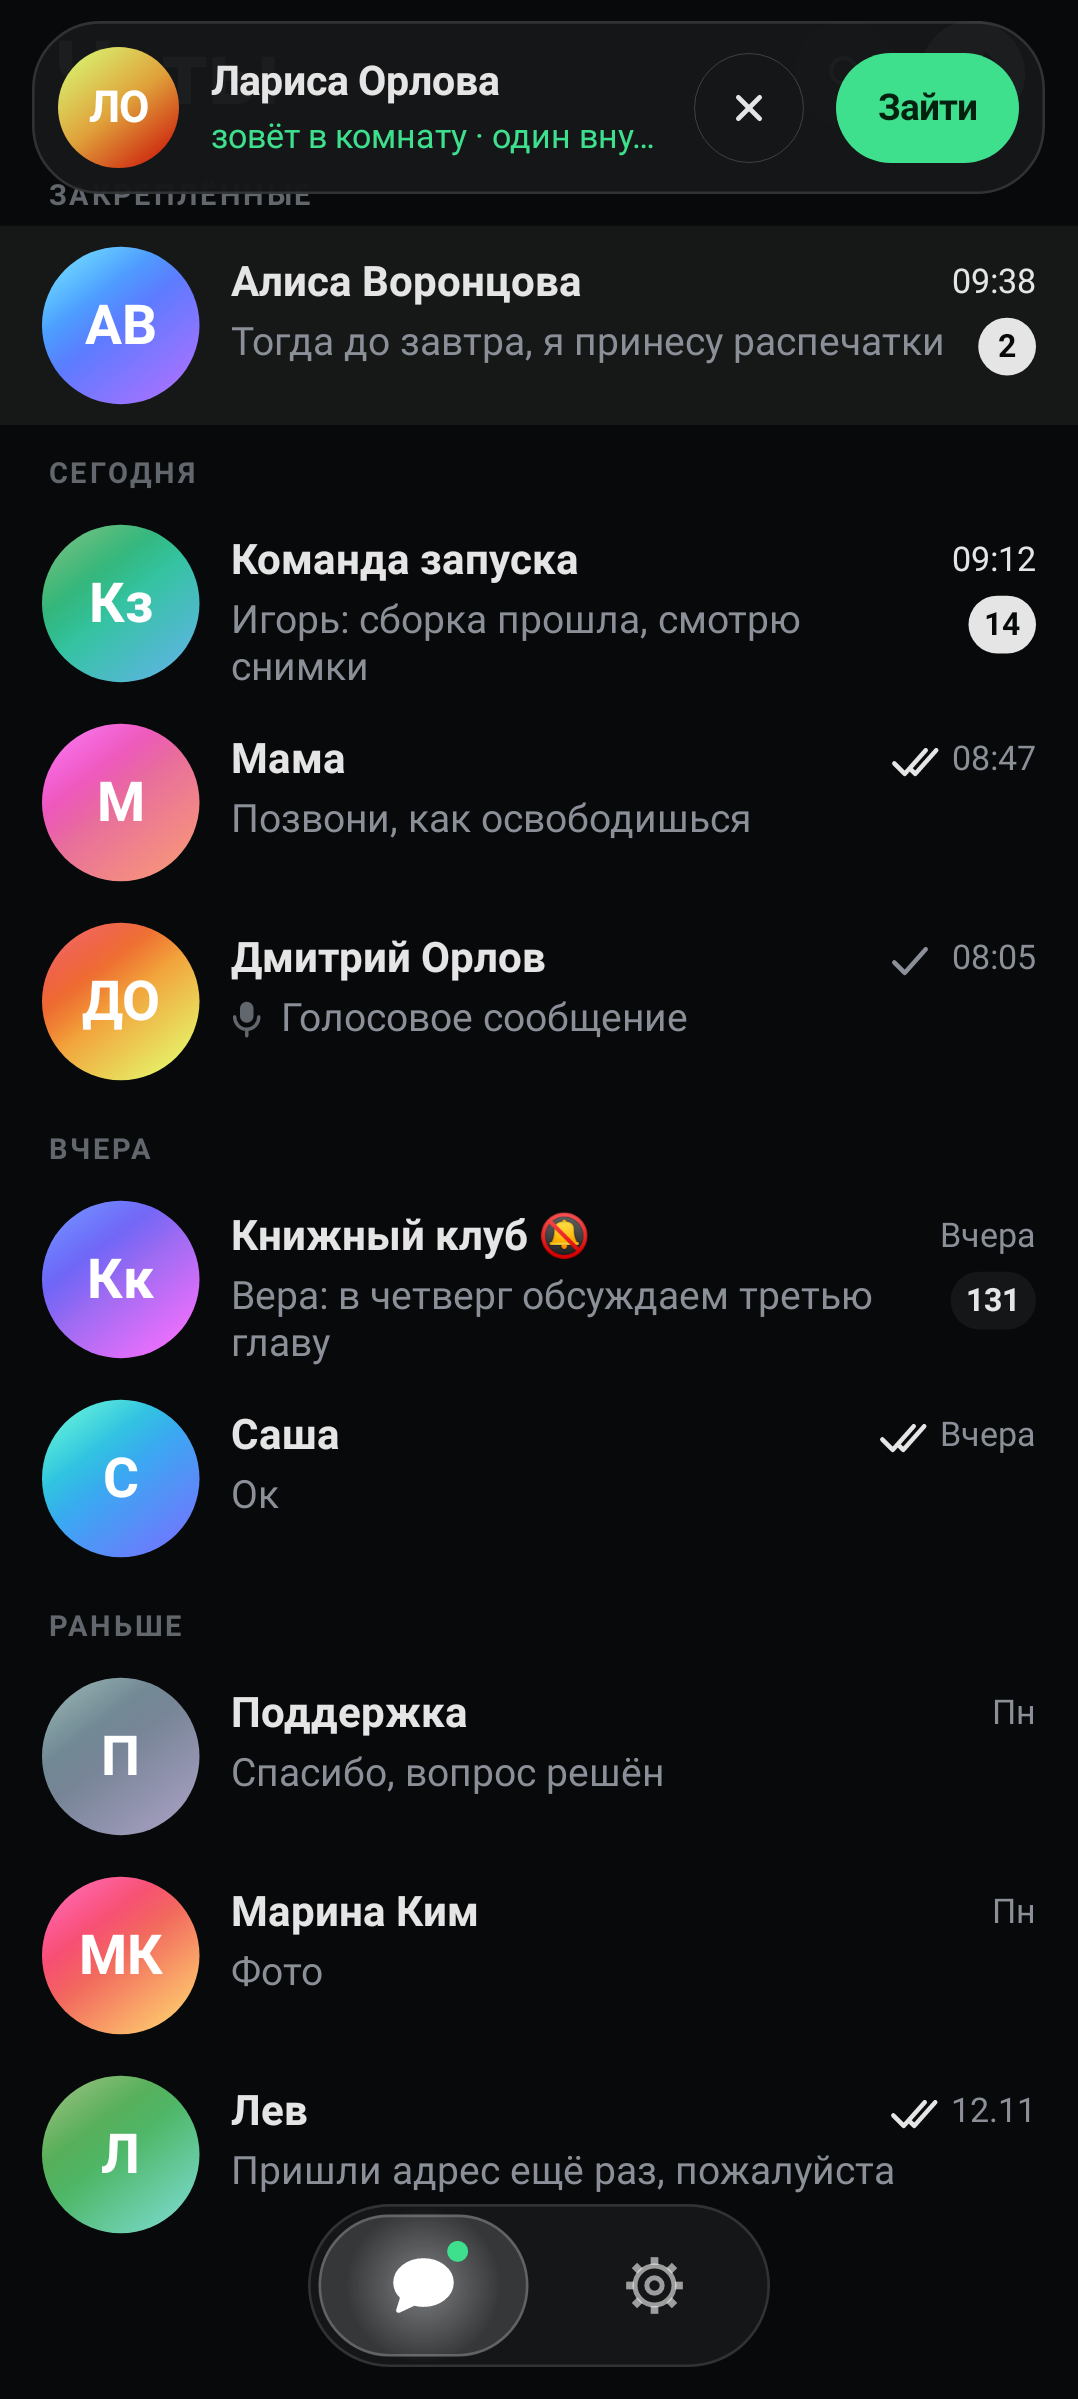 ЛО
Лариса Орлова
зовёт в комнату · один вну...
Зайти
ЗАКРЕПЛЁННЫЕ
АВ
Алиса Воронцова
09:38
Тогда до завтра, я принесу распечатки
2
СЕГОДНЯ
Кз
Команда запуска
09:12
Игорь: сборка прошла, смотрю
снимки
14
М
Мама
08:47
Позвони, как освободишься
ДО
Дмитрий Орлов
08:05
Голосовое сообщение
ВЧЕРА
Кк
Книжный клуб
Вчера
Вера: в четверг обсуждаем третью
главу
131
С
Саша
Вчера
Ок
РАНЬШЕ
П
Поддержка
Пн
Спасибо, вопрос решён
МК
Марина Ким
Пн
Фото
Л
Лев
12.11
Пришли адрес ещё раз, пожалуйста